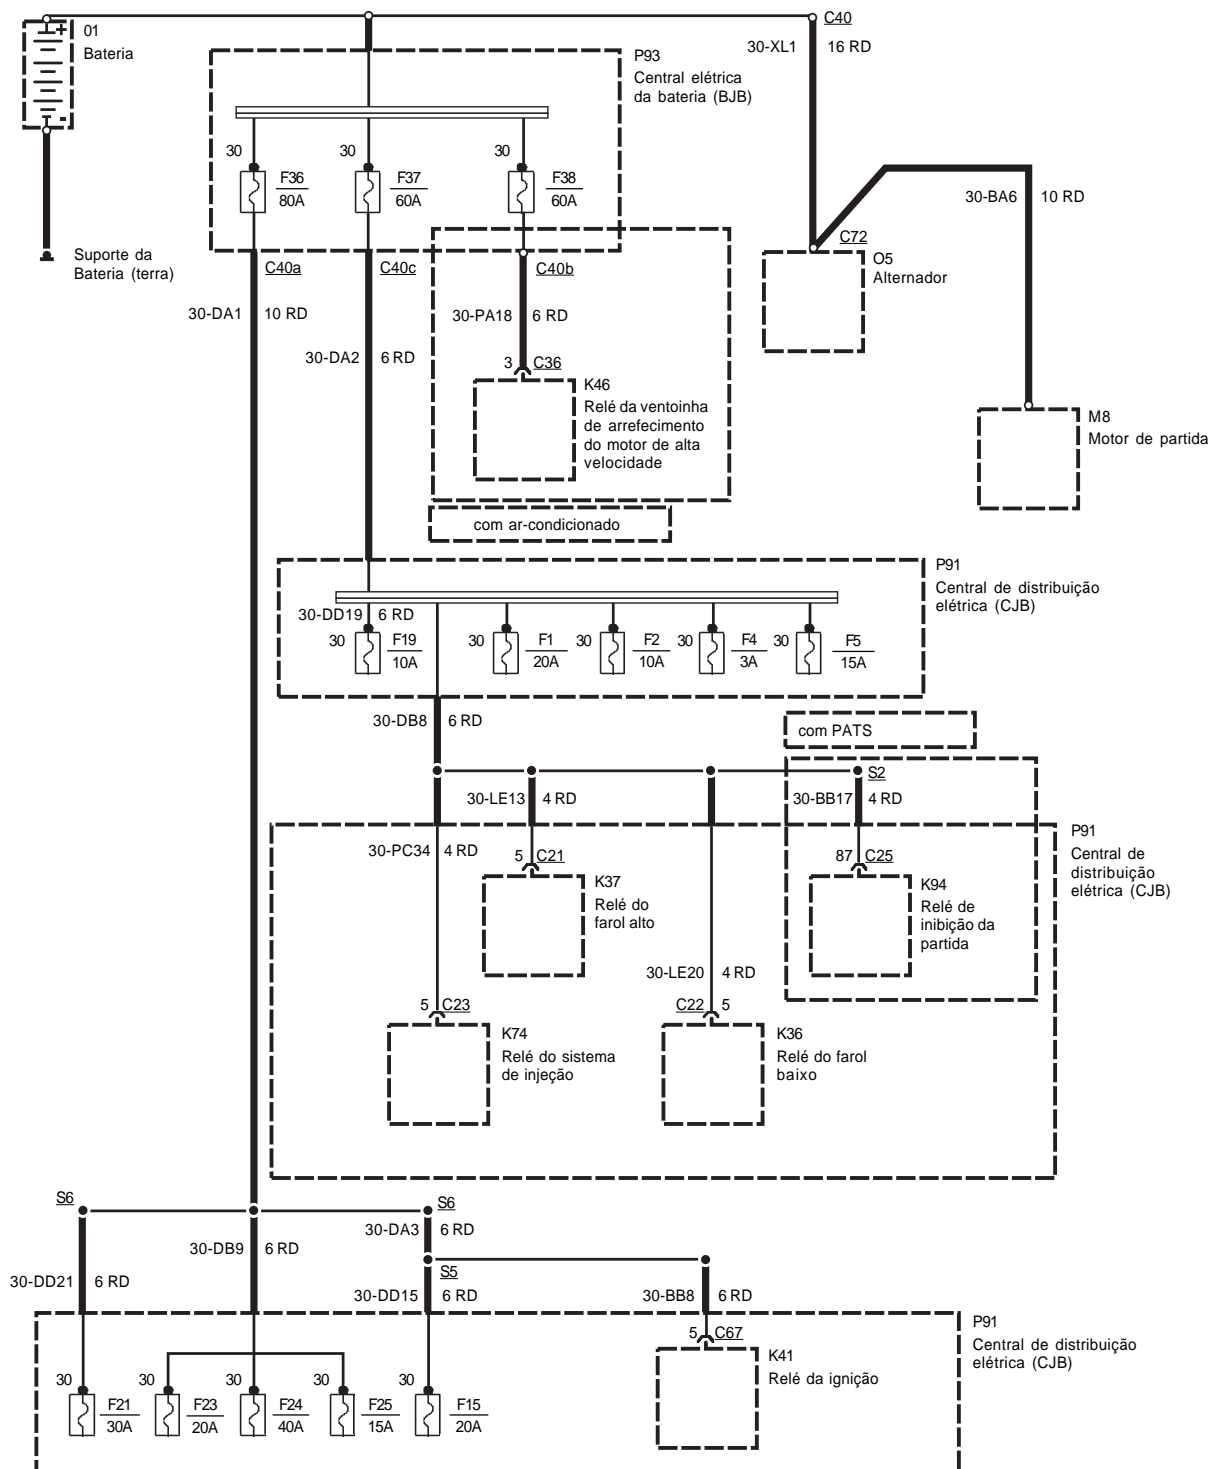 01
Bateria
C40
30-XL1
16 RD
P93
Central elétrica
da bateria (BJB)
30
F36
80A
30
F37
60A
30
F38
60A
30-BA6
10 RD
C72
O5
Alternador
Suporte da
Bateria (terra)
C40a
C40c
C40b
30-DA1
10 RD
30-PA18
6 RD
30-DA2
6 RD
3
C36
K46
Relé da ventoinha
de arrefecimento
do motor de alta
velocidade
M8
Motor de partida
com ar-condicionado
P91
Central de distribuição
elétrica (CJB)
30-DD19
6 RD
30
F19
10A
30
F1
20A
30
F2
10A
30
F4
3A
30
F5
15A
30-DB8
6 RD
com PATS
S2
30-LE13
4 RD
30-BB17
4 RD
P91
Central de
distribuição
elétrica (CJB)
30-PC34
4 RD
5
C21
87
C25
K37
Relé do
farol alto
K94
Relé de
inibição da
partida
30-LE20
4 RD
5
C23
C22
5
K74
Relé do sistema
de injeção
K36
Relé do farol
baixo
S6
S6
30-DA3
6 RD
30-DB9
6 RD
S5
30-DD21
6 RD
30-DD15
6 RD
30-BB8
6 RD
P91
Central de distribuição
elétrica (CJB)
5
C67
K41
Relé da ignição
30
F21
30A
30
F23
20A
30
F24
40A
30
F25
15A
30
F15
20A